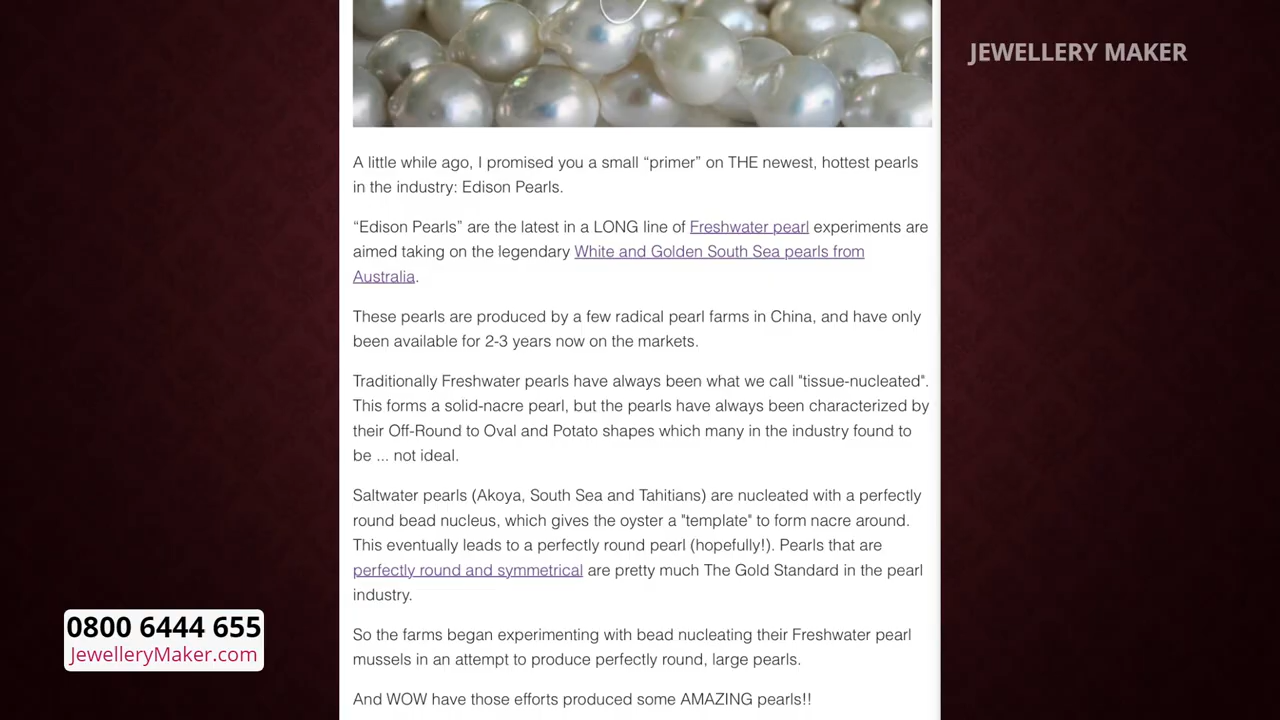 JEWELLERY MAKER
A little while ago, I promised you a small “primer” on THE newest, hottest pearls
in the industry: Edison Pearls.
“Edison Pearls” are the latest in a LONG line of Freshwater pearl experiments are
aimed taking on the legendary White and Golden South Sea pearls from
Australia.
These pearls are produced by a few radical pearl farms in China, and have only
been available for 2-3 years now on the markets.
Traditionally Freshwater pearls have always been what we call "tissue-nucleated".
This forms a solid-nacre pearl, but the pearls have always been characterized by
their Off-Round to Oval and Potato shapes which many in the industry found to
be ... not ideal.
Saltwater pearls (Akoya, South Sea and Tahitians) are nucleated with a perfectly
round bead nucleus, which gives the oyster a "template" to form nacre around.
This eventually leads to a perfectly round pearl (hopefully!). Pearls that are
perfectly round and symmetrical are pretty much The Gold Standard in the pearl
industry.
So the farms began experimenting with bead nucleating their Freshwater pearl
mussels in an attempt to produce perfectly round, large pearls.
And WOW have those efforts produced some AMAZING pearls!!
0800 6444 655
JewelleryMaker.com